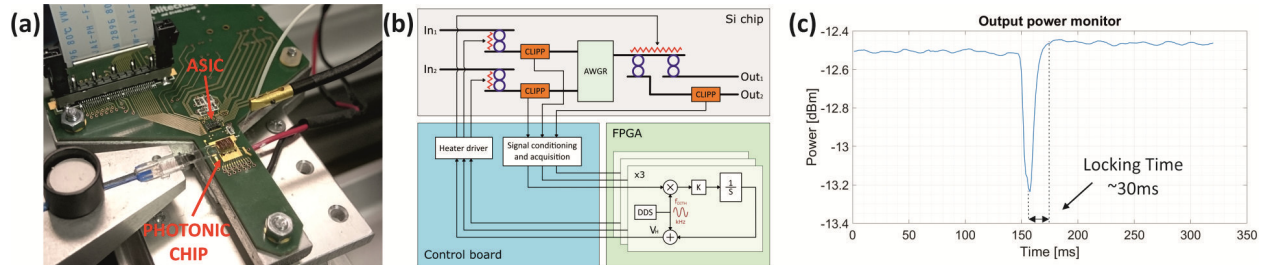 (a)
ASIC
PHOTONIC
CHIP
(b)
Si chip
In1
In2
CLIPP
CLIPP
AWGR
CLIPP
Out1
Out2
Heater driver
Signal conditioning
and acquisition
Control board
FPGA
x3
K
1
S
DDS
fDITH
kHz
VH
(c)
Output power monitor
Power [dBm]
-12.4
-12.6
-12.8
-13
-13.2
-13.4
Locking Time
~30ms
0
50
100
150
200
250
300
350
Time [ms]